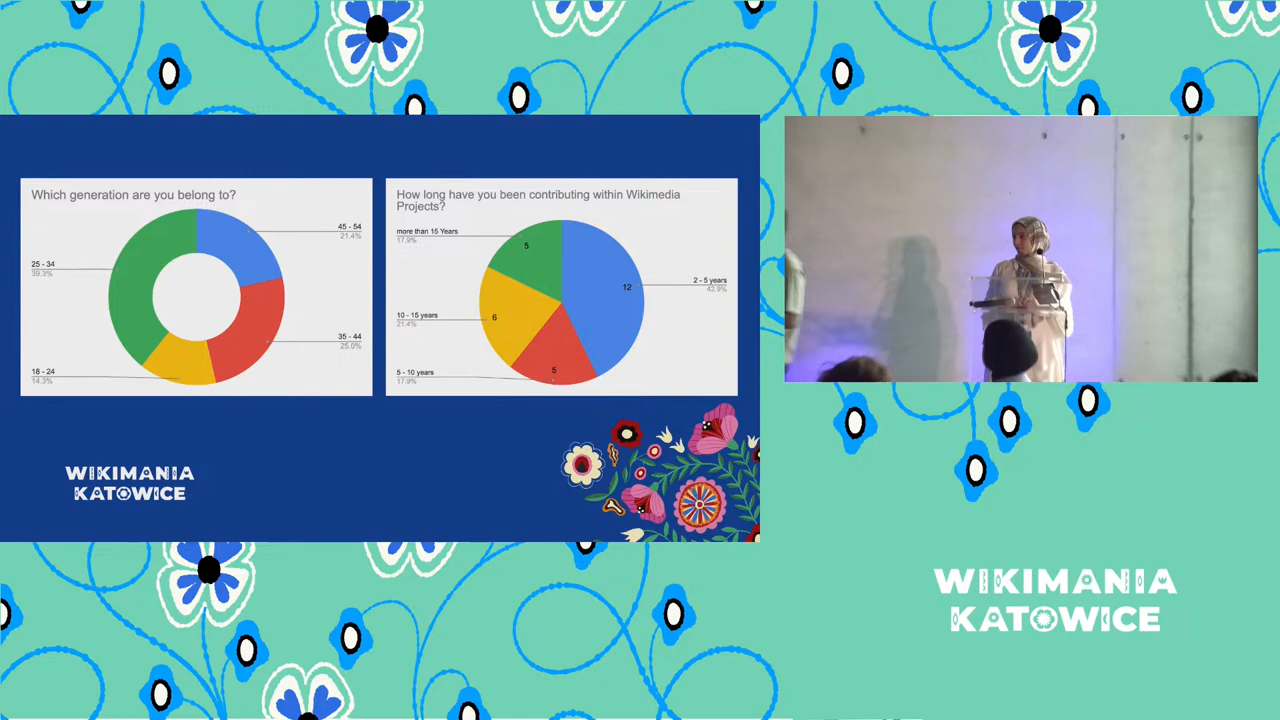 Which generation are you belong to?
45 - 54
21.4%
25 - 34
39.3%
35 - 44
25.0%
18 - 24
14.3%
How long have you been contributing within Wikimedia
Projects?
more than 15 Years
17.9%
5
2 - 5 years
42.9%
12
10 - 15 years
21.4%
6
5 - 10 years
17.9%
5
WIKIMANIA
KATOWICE
WIKIMANIA
KATOWICE